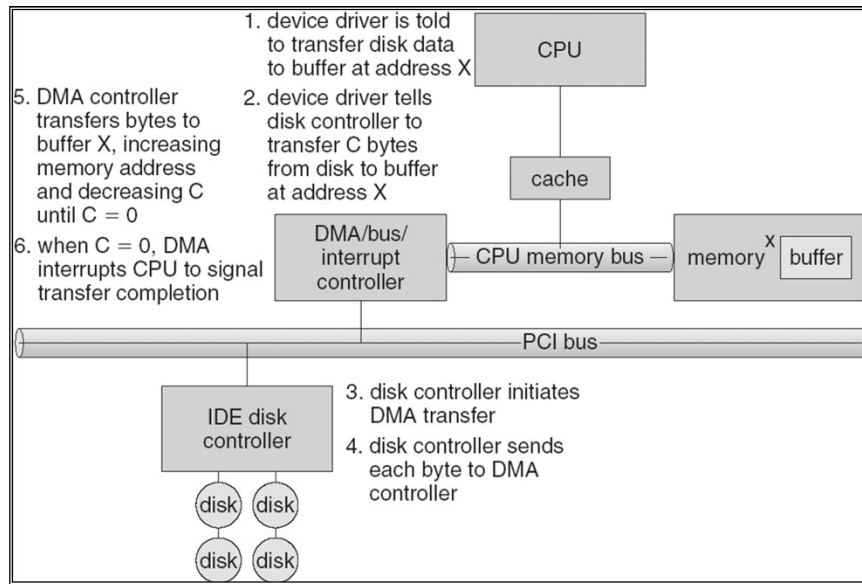 1. device driver is told
to transfer disk data
to buffer at address X
CPU
5. DMA controller
transfers bytes to
buffer X, increasing
memory address
and decreasing C
until C = 0
2. device driver tells
disk controller to
transfer C bytes
from disk to buffer
at address X
cache
6. when C = 0, DMA
interrupts CPU to signal
transfer completion
DMA/bus/
interrupt
controller
CPU memory bus
memory
X
buffer
PCI bus
IDE disk
controller
3. disk controller initiates
DMA transfer
4. disk controller sends
each byte to DMA
controller
disk
disk
disk
disk